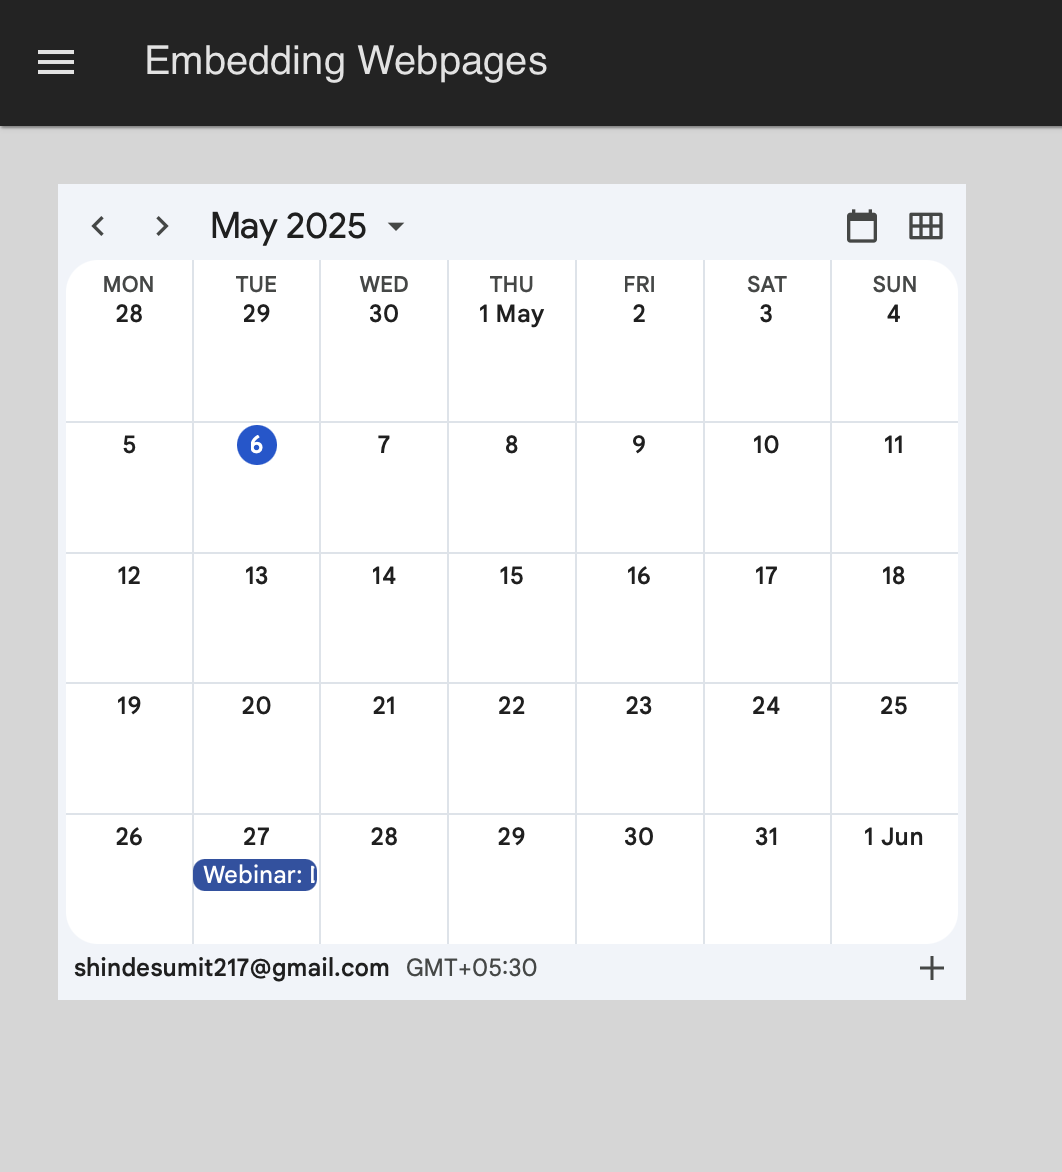 Embedding Webpages
May 2025
MON TUE WED THU FRI SAT SUN
28 29 30 1 May 2 3 4
5 6 7 8 9 10 11
12 13 14 15 16 17 18
19 20 21 22 23 24 25
26 27 28 29 30 31 1 Jun
Webinar:
shindesumit217@gmail.com GMT+05:30